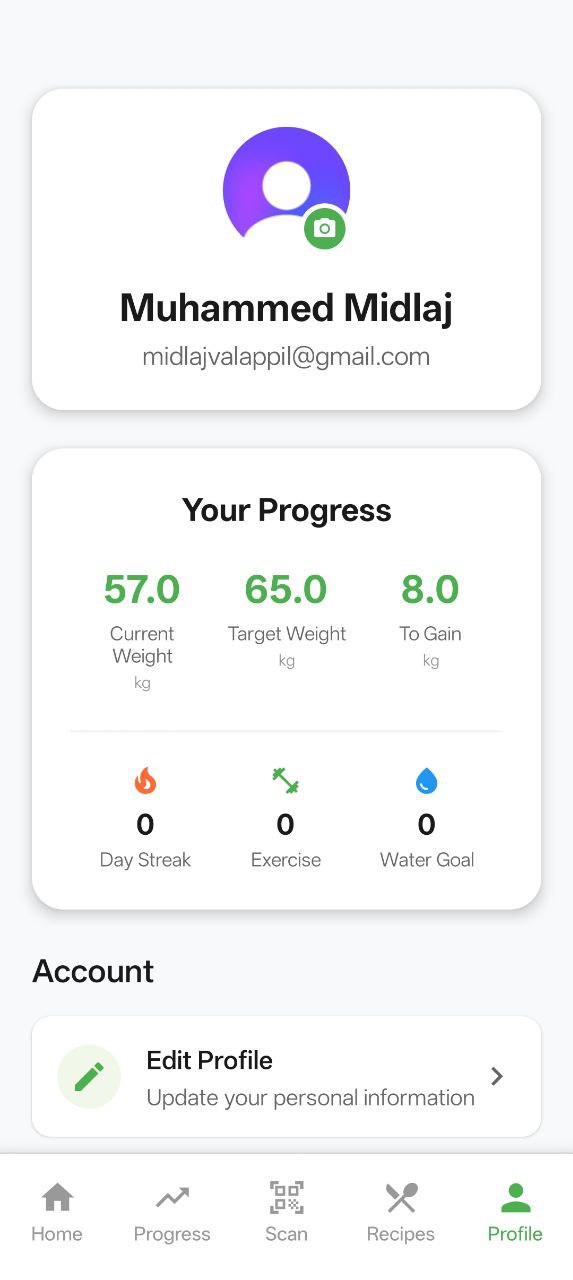 Muhammed Midlaj
midlajvalappil@gmail.com
Your Progress
57.0 65.0 8.0
Current Target Weight To Gain
Weight kg kg
kg
0 0 0
Day Streak Exercise Water Goal
Account
Edit Profile
Update your personal information
Home Progress Scan Recipes Profile